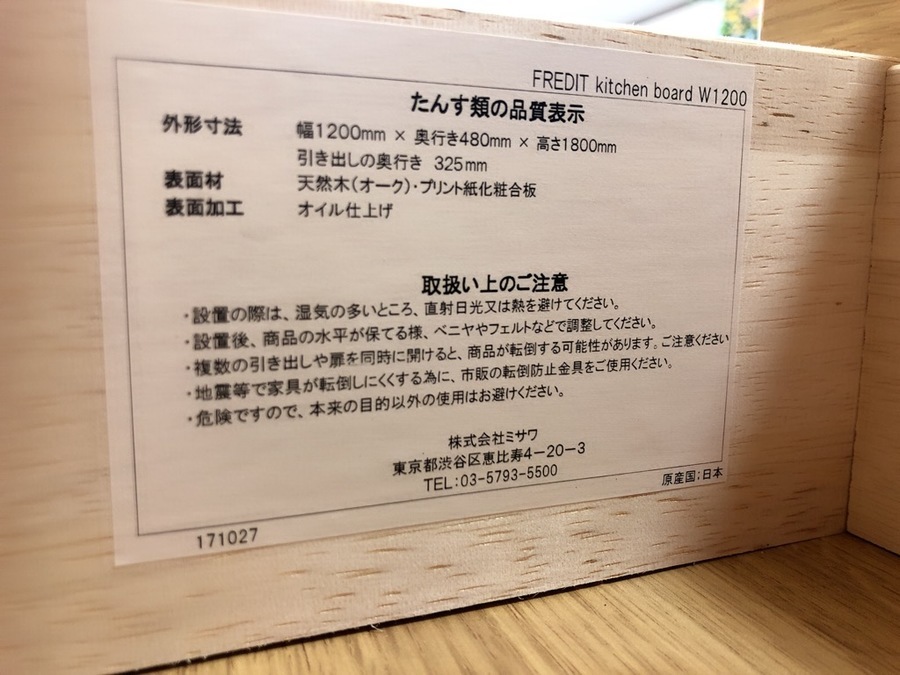 FREDIT kitchen board W1200
たんす類の品質表示
外形寸法 幅1200mm × 奥行き480mm × 高さ1800mm
引き出しの奥行き 325mm
表面材 天然木(オーク)・プリント紙化粧合板
表面加工 オイル仕上げ
取扱い上のご注意
・設置の際は、湿気の多いところ、直射日光又は熱を避けてください。
・設置後、商品の水平が保てる様、ベニヤやフェルトなどで調整してください。
・複数の引き出しや扉を同時に開けると、商品が転倒する可能性があります。ご注意ください
・地震等で家具が転倒しにくくする為に、市販の転倒防止金具をご使用ください。
・危険ですので、本来の目的以外の使用はお避けください。
株式会社ミサワ
東京都渋谷区恵比寿4-20-3
TEL:03-5793-5500
原産国:日本
171027